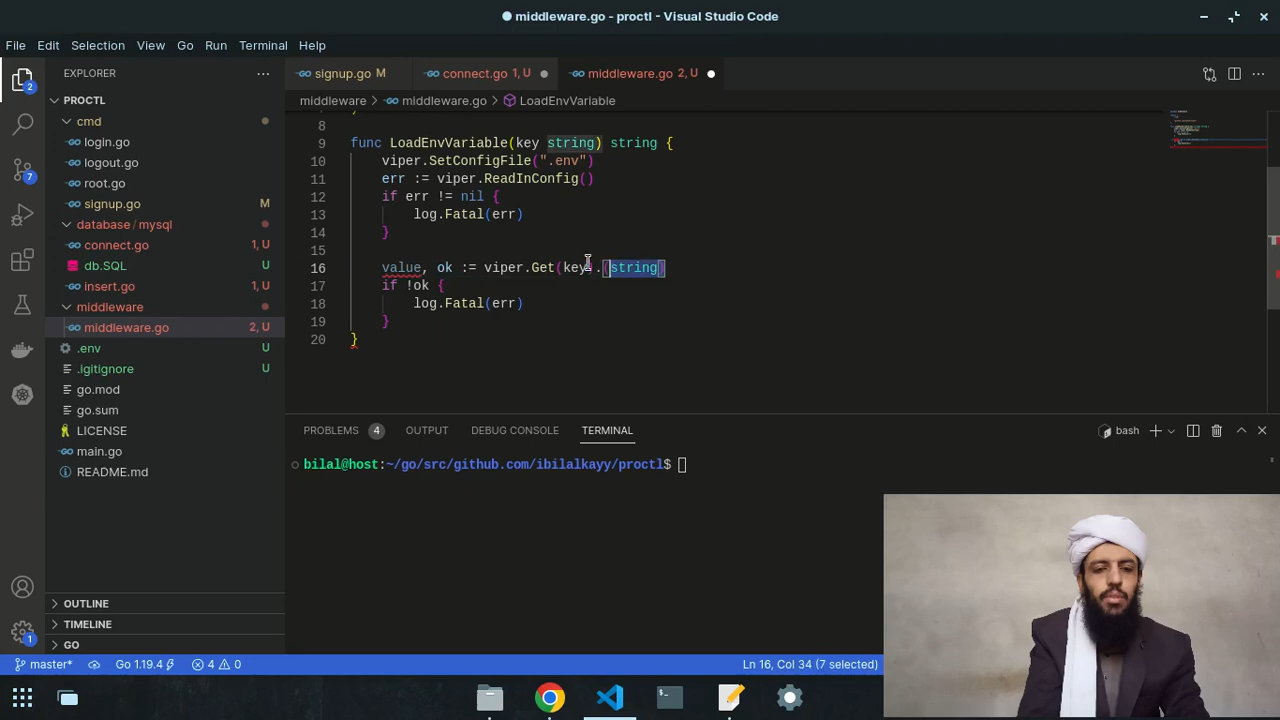 middleware.go - proctl - Visual Studio Code
File Edit Selection View Go Run Terminal Help
2
7
1
EXPLORER
PROCTL
cmd
login.go
logout.go
root.go
signup.go M
database/mysql
connect.go 1, U
db.SQL U
insert.go 1, U
middleware
middleware.go 2, U
.env U
.Igitignore U
go.mod
go.sum
LICENSE
main.go
README.md
OUTLINE
TIMELINE
GO
signup.go M connect.go 1, U middleware.go 2, U
middleware > middleware.go > LoadEnvVariable
8
9 func LoadEnvVariable(key string) string {
10 viper.SetConfigFile(".env")
11 err := viper.ReadInConfig()
12 if err != nil {
13 log.Fatal(err)
14 }
15
16 value, ok := viper.Get(key).(string)
17 if !ok {
18 log.Fatal(err)
19 }
20 }
PROBLEMS 4 OUTPUT DEBUG CONSOLE TERMINAL bash
bilal@host:~/go/src/github.com/ibilalkayy/proctl$
master* Go 1.19.4 4 0 Ln 16, Col 34 (7 selected)